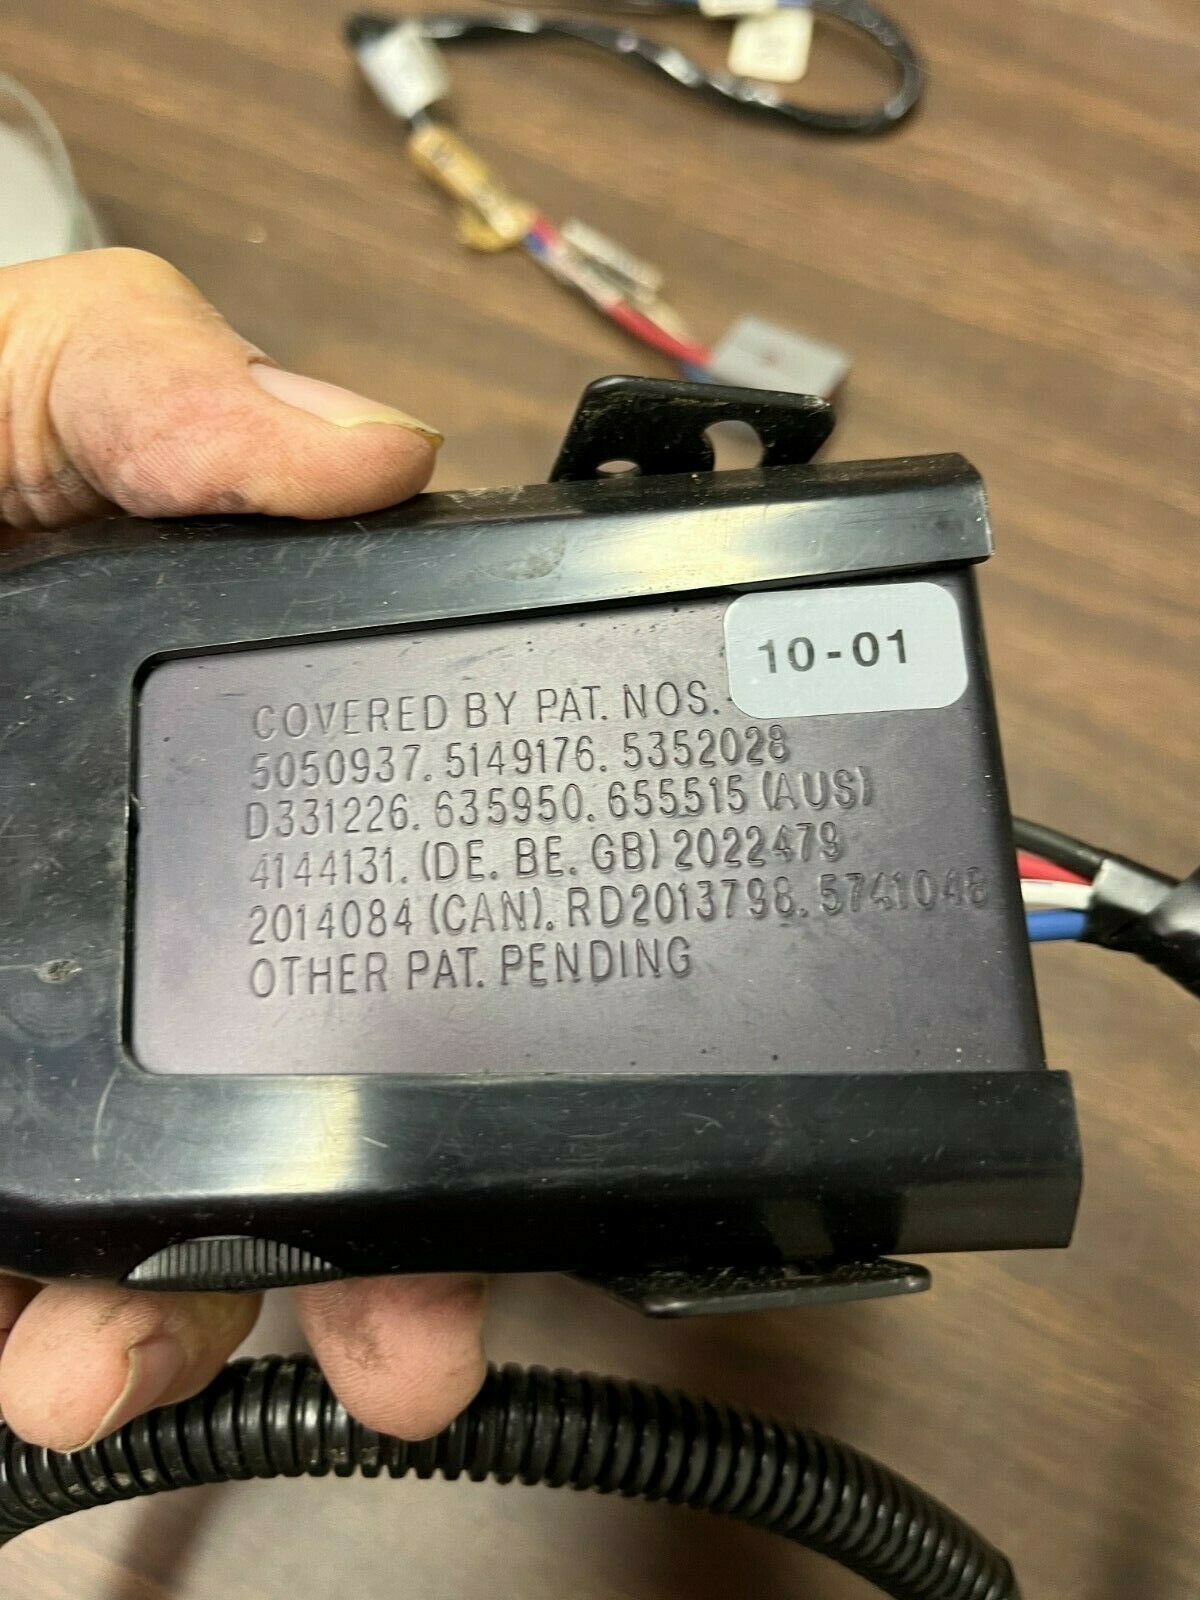 10-01
COVERED BY PAT. NOS.
5050937. 5149176. 5352028
D331226. 635950. 655515 (AUS)
4144131. (DE. BE. GB) 2022479
2014084 (CAN). RD2013798. 5741048
OTHER PAT. PENDING